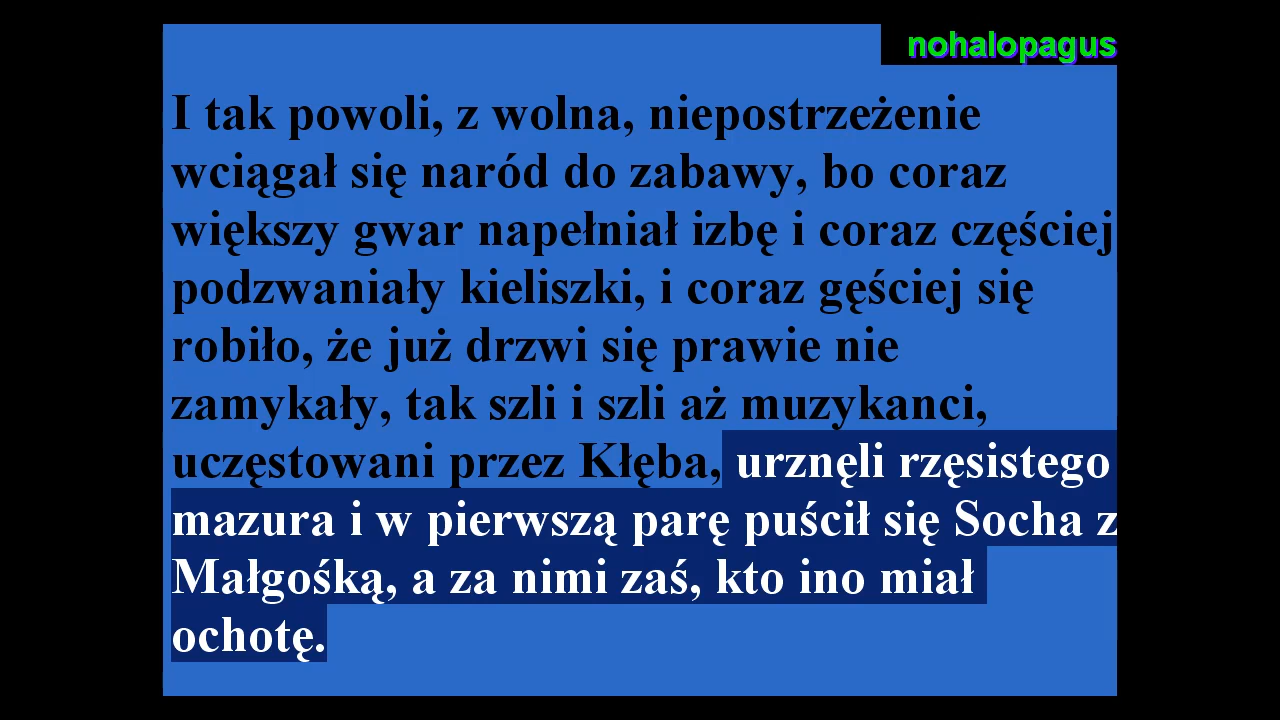 nohalopagus
I tak powoli, z wolna, niepostrzeżenie
wciągał się naród do zabawy, bo coraz
większy gwar napełniał izbę i coraz częściej
podzwaniały kieliszki, i coraz gęściej się
robiło, że już drzwi się prawie nie
zamykały, tak szli i szli aż muzykanci,
uczęstowani przez Kłęba, urznęli rzęsistego
mazura i w pierwszą parę puścił się Socha z
Małgośką, a za nimi zaś, kto ino miał
ochotę.